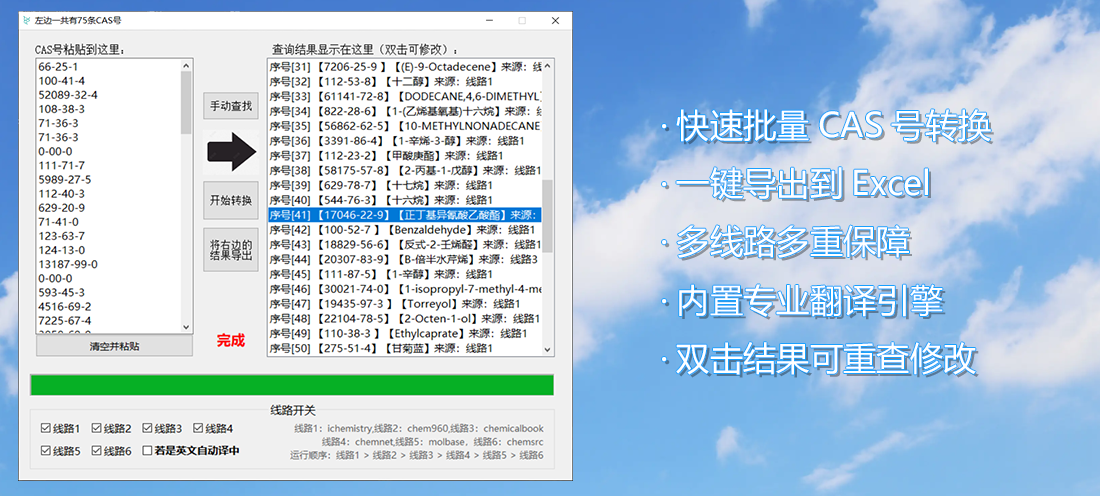 左边一共有75条CAS号
CAS号粘贴到这里:
66-25-1
100-41-4
52089-32-4
108-38-3
71-36-3
71-36-3
0-00-0
111-71-7
5989-27-5
112-40-3
629-20-9
71-41-0
123-63-7
124-13-0
13187-99-0
0-00-0
593-45-3
4516-69-2
7225-67-4
清空并粘贴
手动查找
开始转换
将右边的
结果导出
完成
查询结果显示在这里（双击可修改）:
序号[31] 【7206-25-9 】【(E)-9-Octadecene】来源: 线
序号[32] 【112-53-8】【十二醇】来源: 线路1
序号[33] 【61141-72-8】【DODECANE,4,6-DIMETHYL】
序号[34] 【822-28-6】【1-(乙烯基氧基)十六烷】来源: 线
序号[35] 【56862-62-5】【10-METHYLNONADECANE
序号[36] 【3391-86-4】【1-辛烯-3-醇】来源: 线路1
序号[37] 【112-23-2】【甲酸庚酯】来源: 线路1
序号[38] 【58175-57-8】【2-丙基-1-戊醇】来源: 线路1
序号[39] 【629-78-7】【十七烷】来源: 线路1
序号[40] 【544-76-3】【十六烷】来源: 线路1
序号[41] 【17046-22-9】【正丁基异氰酸乙酸酯】来源:
序号[42] 【100-52-7 】【Benzaldehyde】来源: 线路1
序号[43] 【18829-56-6】【反式-2-壬烯醛】来源: 线路1
序号[44] 【20307-83-9】【B-倍半水芹烯】来源: 线路3
序号[45] 【111-87-5】【1-辛醇】来源: 线路1
序号[46] 【30021-74-0】【1-isopropyl-7-methyl-4-me
序号[47] 【19435-97-3 】【Torreyol】来源: 线路1
序号[48] 【22104-78-5】【2-Octen-1-ol】来源: 线路1
序号[49] 【110-38-3 】【Ethylcaprate】来源: 线路1
序号[50] 【275-51-4】【甘菊蓝】来源: 线路1
线路开关
线路1 线路2 线路3 线路4
线路5 线路6 若是英文自动译中
线路1: ichemistry,线路2: chem960,线路3: chemicalbook
线路4: chemnet,线路5: molbase, 线路6: chemsrc
运行顺序: 线路1 > 线路2 > 线路3 > 线路4 > 线路5 > 线路6
· 快速批量 CAS 号转换
· 一键导出到 Excel
· 多线路多重保障
· 内置专业翻译引擎
· 双击结果可重查修改